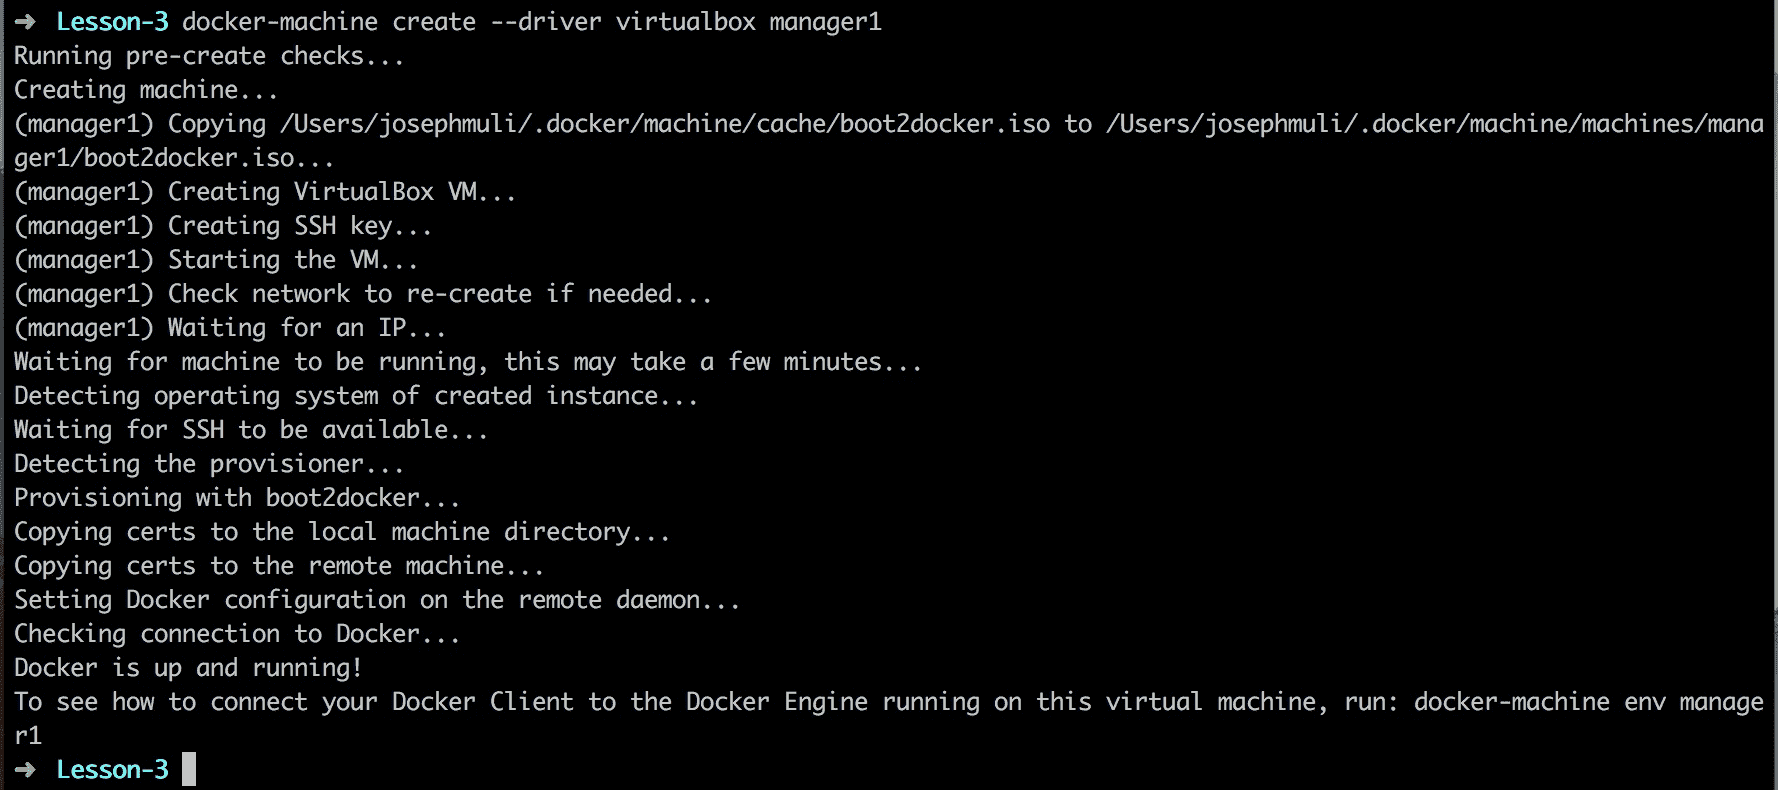 ➜ Lesson-3 docker-machine create --driver virtualbox manager1
Running pre-create checks...
Creating machine...
(manager1) Copying /Users/josephmuli/.docker/machine/cache/boot2docker.iso to /Users/josephmuli/.docker/machine/machines/mana
ger1/boot2docker.iso...
(manager1) Creating VirtualBox VM...
(manager1) Creating SSH key...
(manager1) Starting the VM...
(manager1) Check network to re-create if needed...
(manager1) Waiting for an IP...
Waiting for machine to be running, this may take a few minutes...
Detecting operating system of created instance...
Waiting for SSH to be available...
Detecting the provisioner...
Provisioning with boot2docker...
Copying certs to the local machine directory...
Copying certs to the remote machine...
Setting Docker configuration on the remote daemon...
Checking connection to Docker...
Docker is up and running!
To see how to connect your Docker Client to the Docker Engine running on this virtual machine, run: docker-machine env manage
r1
➜ Lesson-3